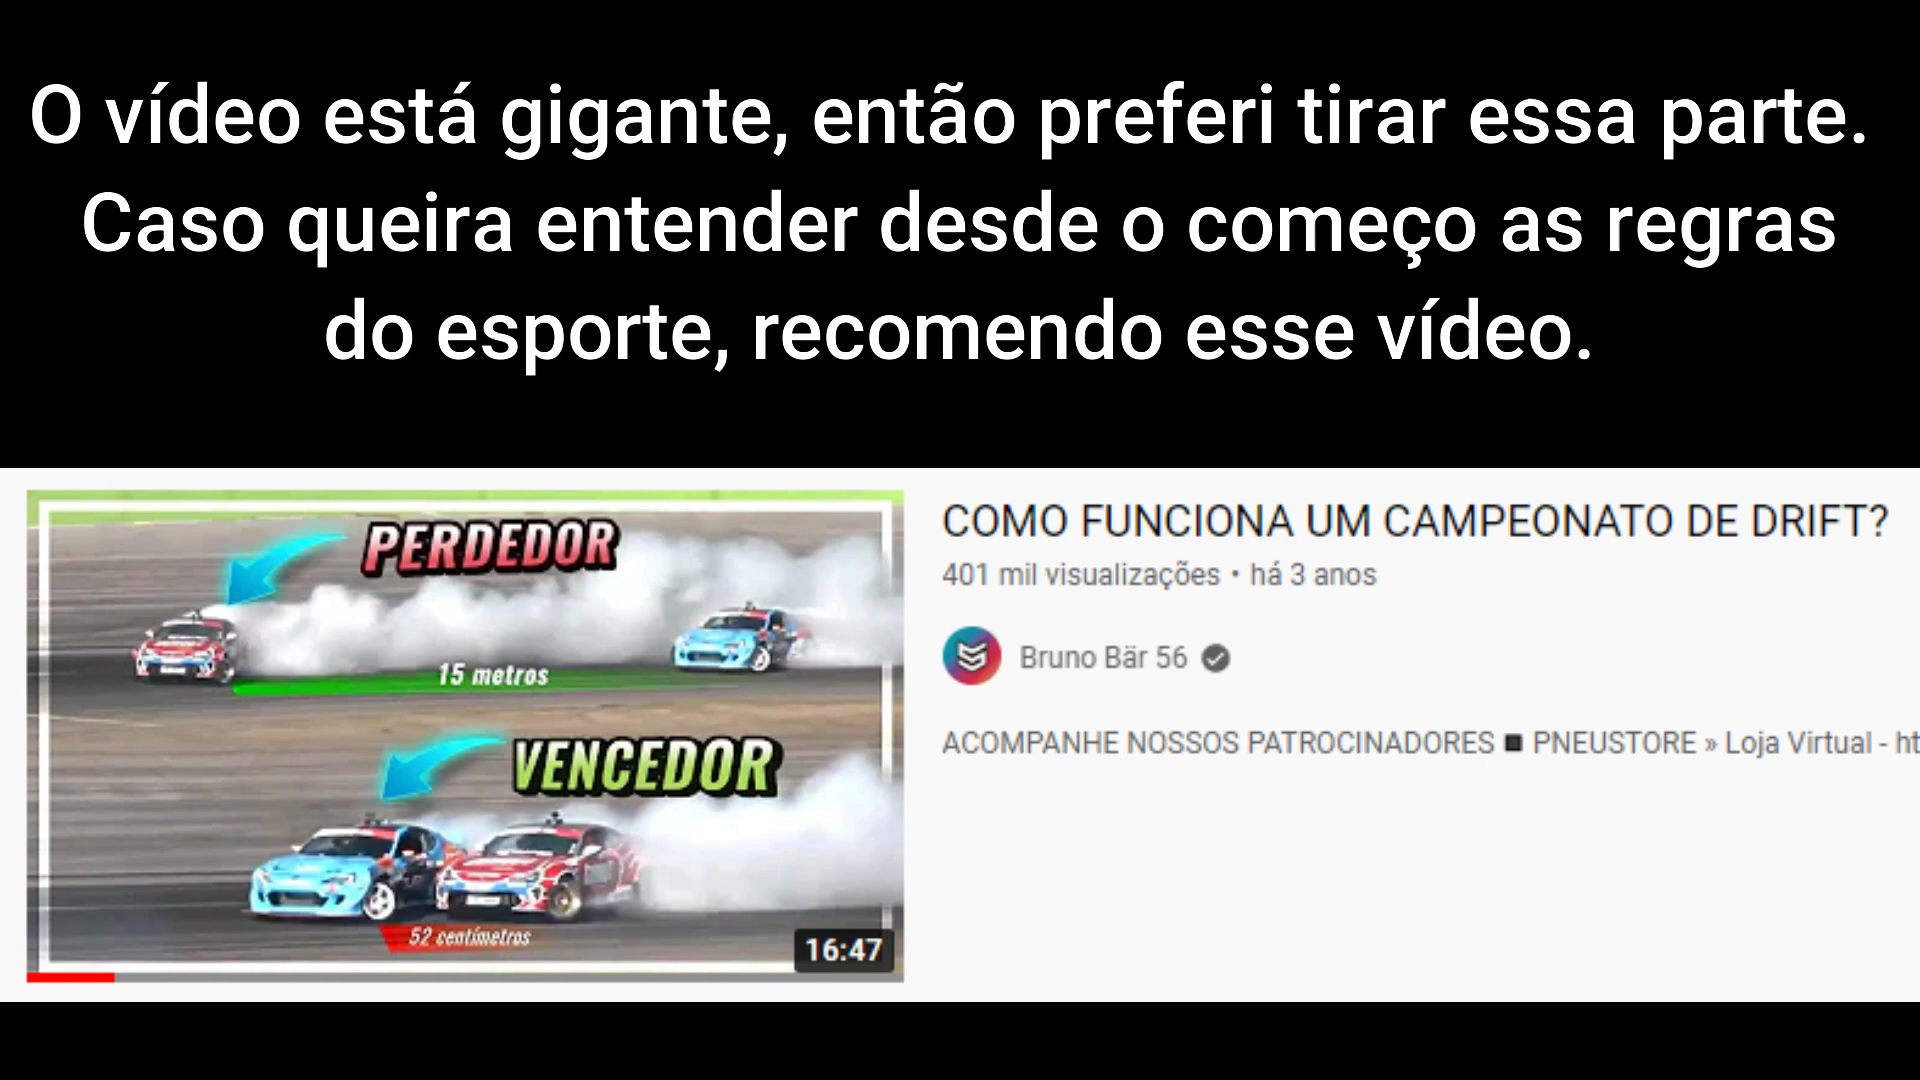 O vídeo está gigante, então preferi tirar essa parte.
Caso queira entender desde o começo as regras
do esporte, recomendo esse vídeo.
PERDEDOR
15 metros
VENCEDOR
52 centímetros
16:47
COMO FUNCIONA UM CAMPEONATO DE DRIFT?
401 mil visualizações • há 3 anos
Bruno Bär 56
ACOMPANHE NOSSOS PATROCINADORES ■ PNEUSTORE » Loja Virtual - ht